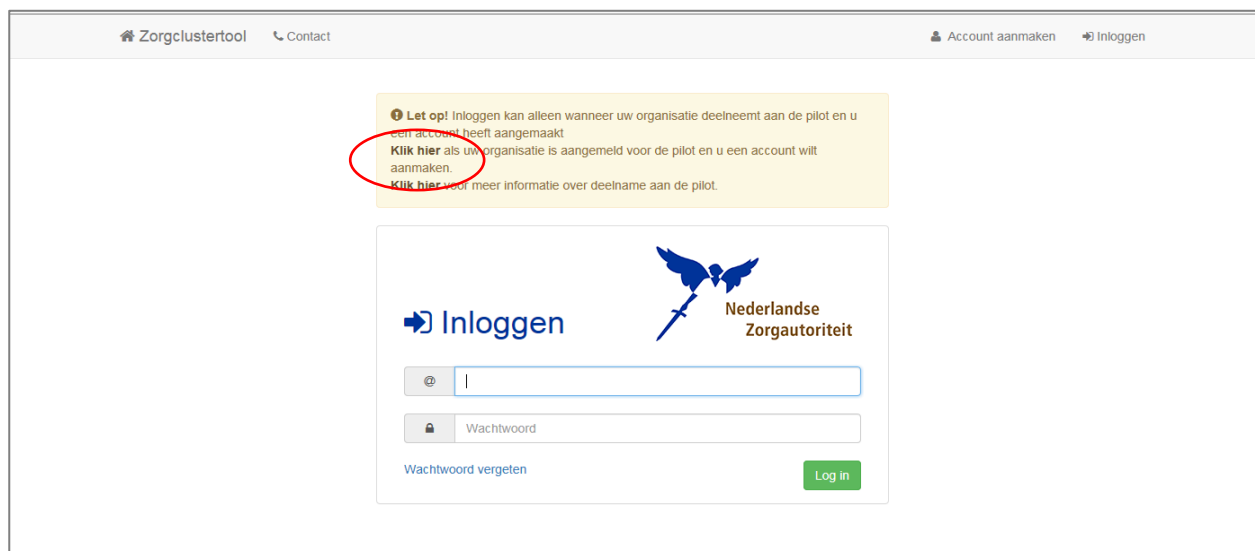 Zorgclustertool Contact Account aanmaken Inloggen
Let op! Inloggen kan alleen wanneer uw organisatie deelneemt aan de pilot en u
een account heeft aangemaakt
Klik hier als uw organisatie is aangemeld voor de pilot en u een account wilt
aanmaken.
Klik hier voor meer informatie over deelname aan de pilot.
Inloggen
Nederlandse
Zorgautoriteit
@
Wachtwoord
Wachtwoord vergeten
Log in